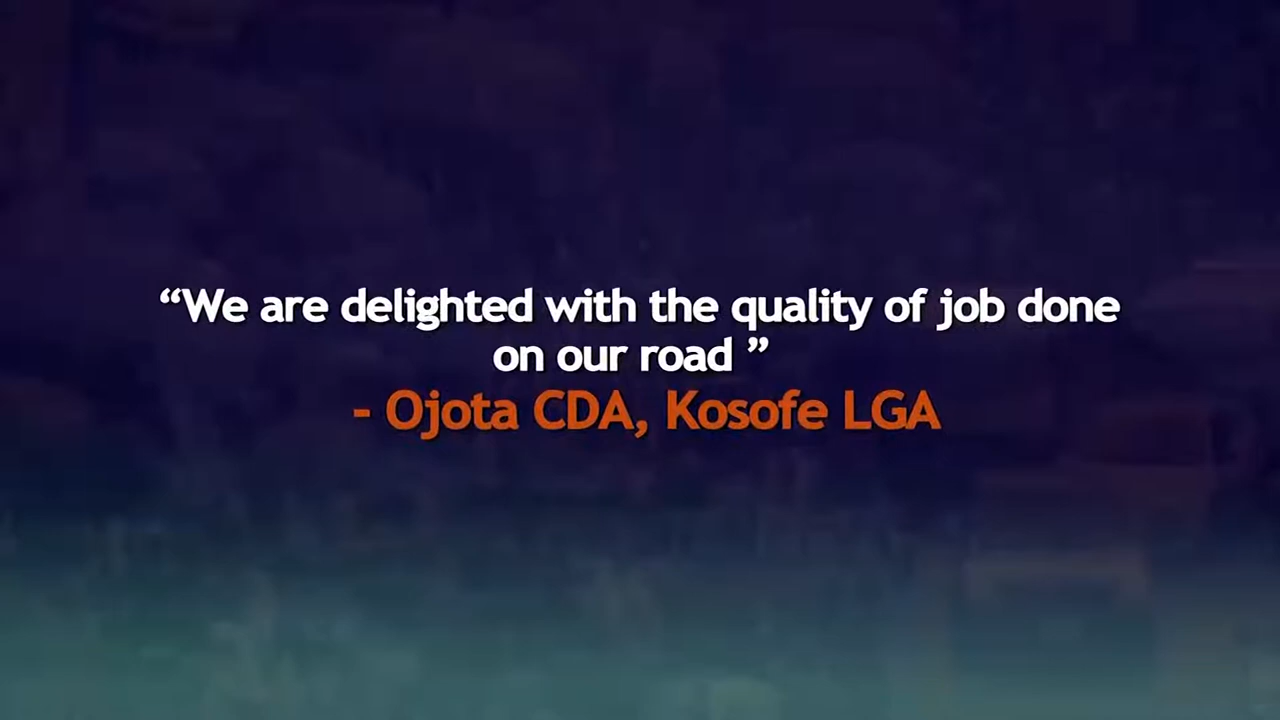 “We are delighted with the quality of job done
on our road ”
- Ojota CDA, Kosofe LGA